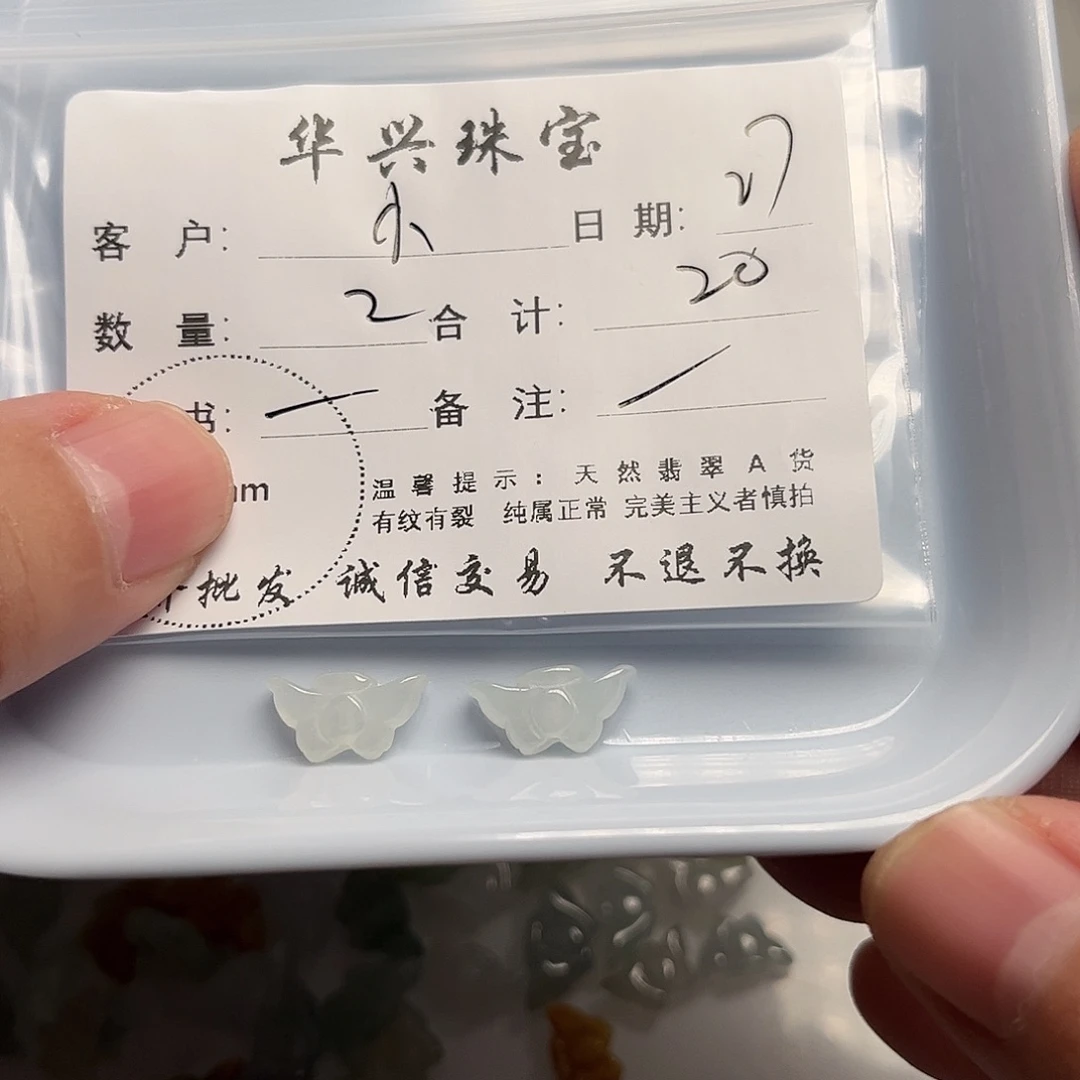 华兴珠宝
客 户： 日 期：
数 量： 2 合 计： 20
书： 备 注：
mm 温馨提示：天然翡翠A货
有纹有裂 纯属正常 完美主义者慎拍
批发 诚信交易 不退不换